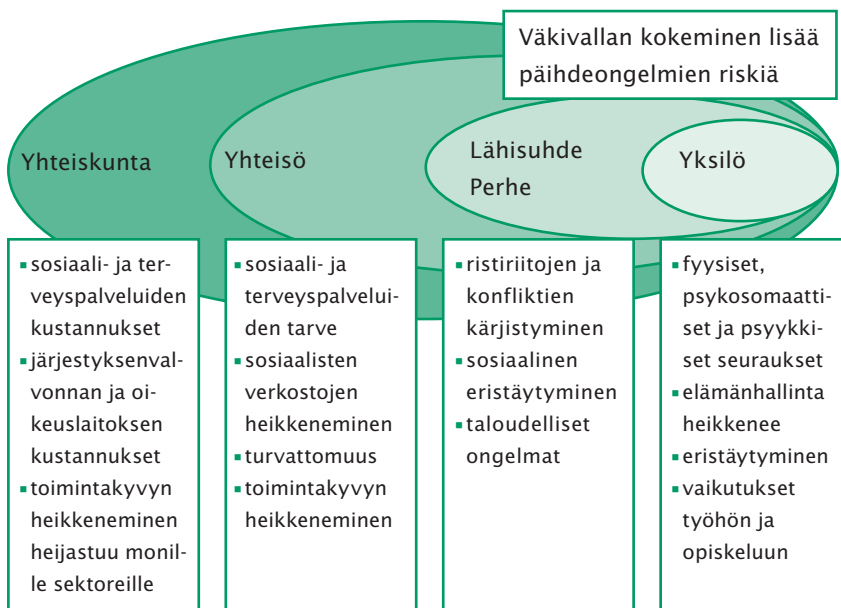 Väkivallan kokeminen lisää
päihdeongelmien riskiä
Yhteiskunta
Yhteisö
Lähisuhde
Perhe
Yksilö
▪ sosiaali- ja ter-
veyspalveluiden
kustannukset
▪ järjestyksenval-
vonnan ja oi-
keuslaitoksen
kustannukset
▪ toimintakyvyn
heikkeneminen
heijastuu monil-
le sektoreille
▪ sosiaali- ja
terveyspalvelui-
den tarve
▪ sosiaalisten
verkostojen
heikkeneminen
▪ turvattomuus
▪ toimintakyvyn
heikkeneminen
▪ ristiriitojen ja
konfliktien
kärjistyminen
▪ sosiaalinen
eristäytyminen
▪ taloudelliset
ongelmat
▪ fyysiset,
psykosomaatti-
set ja psyykki-
set seuraukset
▪ elämänhallinta
heikkenee
▪ eristäytyminen
▪ vaikutukset
työhön ja
opiskeluun